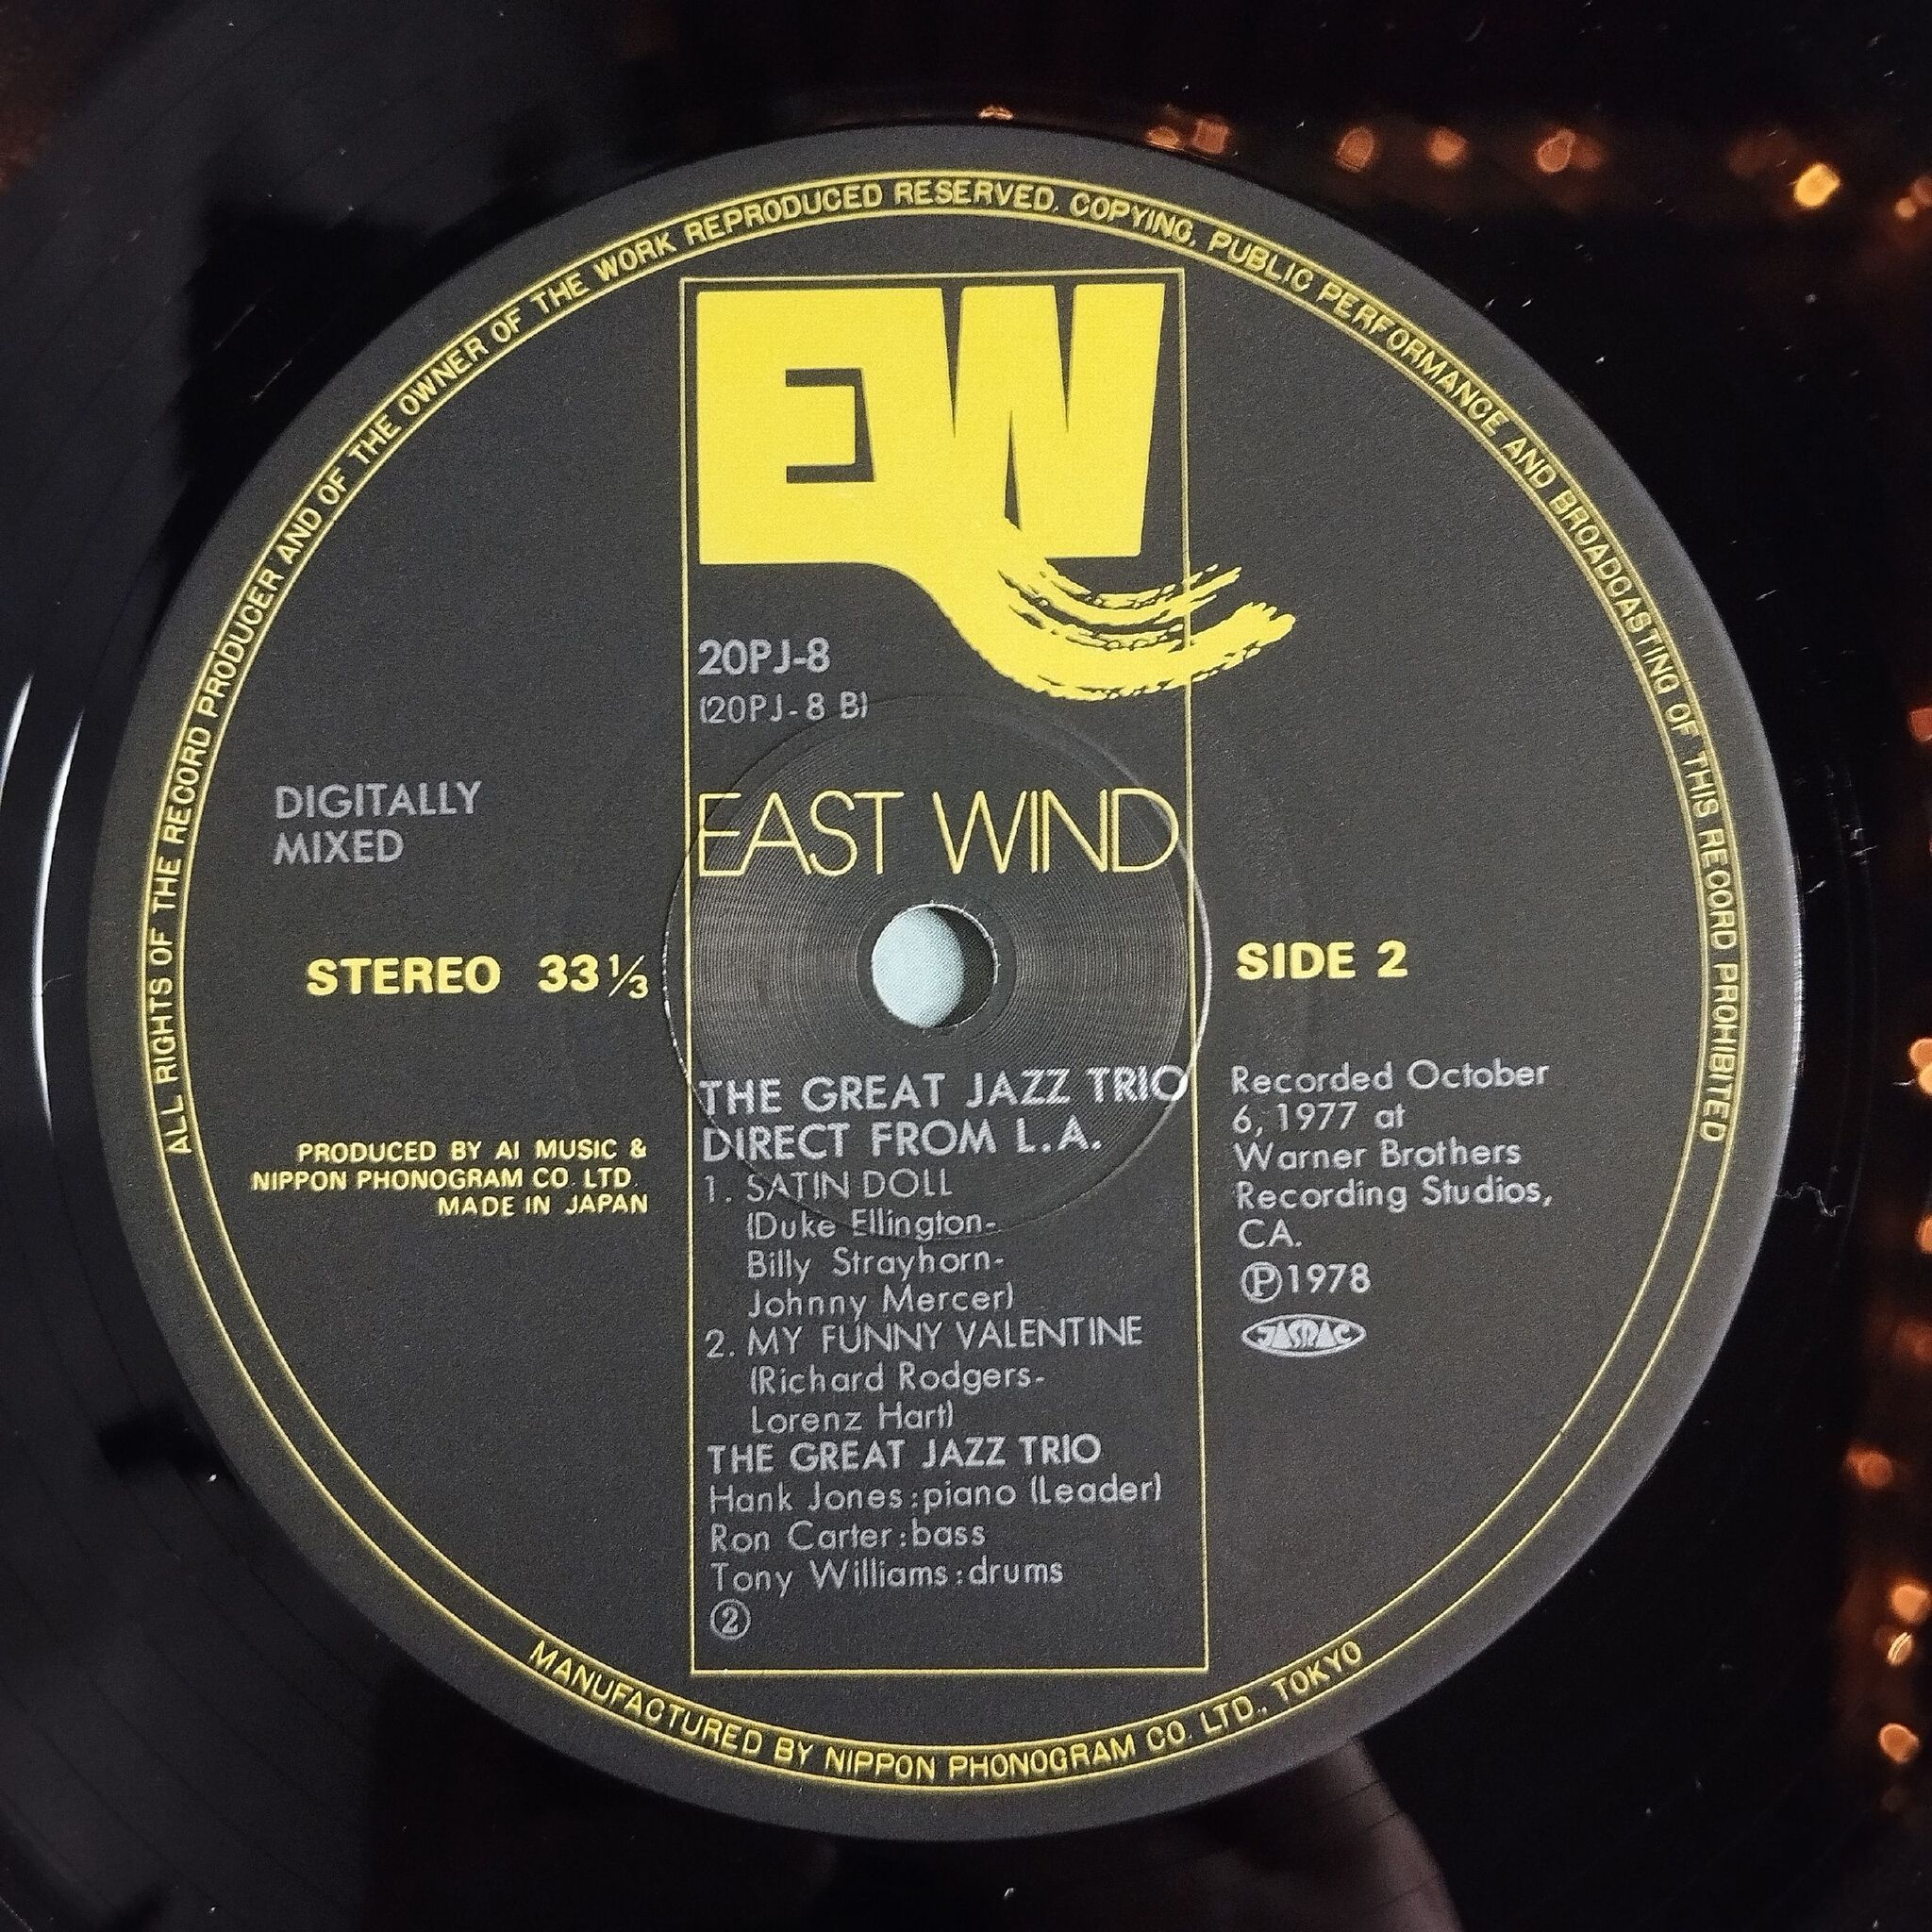 ALL RIGHTS OF THE RECORD PRODUCER AND OF THE OWNER OF THE WORK REPRODUCED RESERVED. COPYING, PUBLIC PERFORMANCE AND BROADCASTING OF THIS RECORD PROHIBITED
EW
20PJ-8
(20PJ-8 B)
DIGITALLY
MIXED
EAST WIND
STEREO 33⅓
SIDE 2
PRODUCED BY AI MUSIC &
NIPPON PHONOGRAM CO. LTD.
MADE IN JAPAN
THE GREAT JAZZ TRIO
DIRECT FROM L.A.
1. SATIN DOLL
(Duke Ellington-
Billy Strayhorn-
Johnny Mercer)
2. MY FUNNY VALENTINE
(Richard Rodgers-
Lorenz Hart)
THE GREAT JAZZ TRIO
Hank Jones:piano (Leader)
Ron Carter:bass
Tony Williams:drums
②
Recorded October
6, 1977 at
Warner Brothers
Recording Studios,
CA.
Ⓟ1978
JASRAC
MANUFACTURED BY NIPPON PHONOGRAM CO. LTD., TOKYO